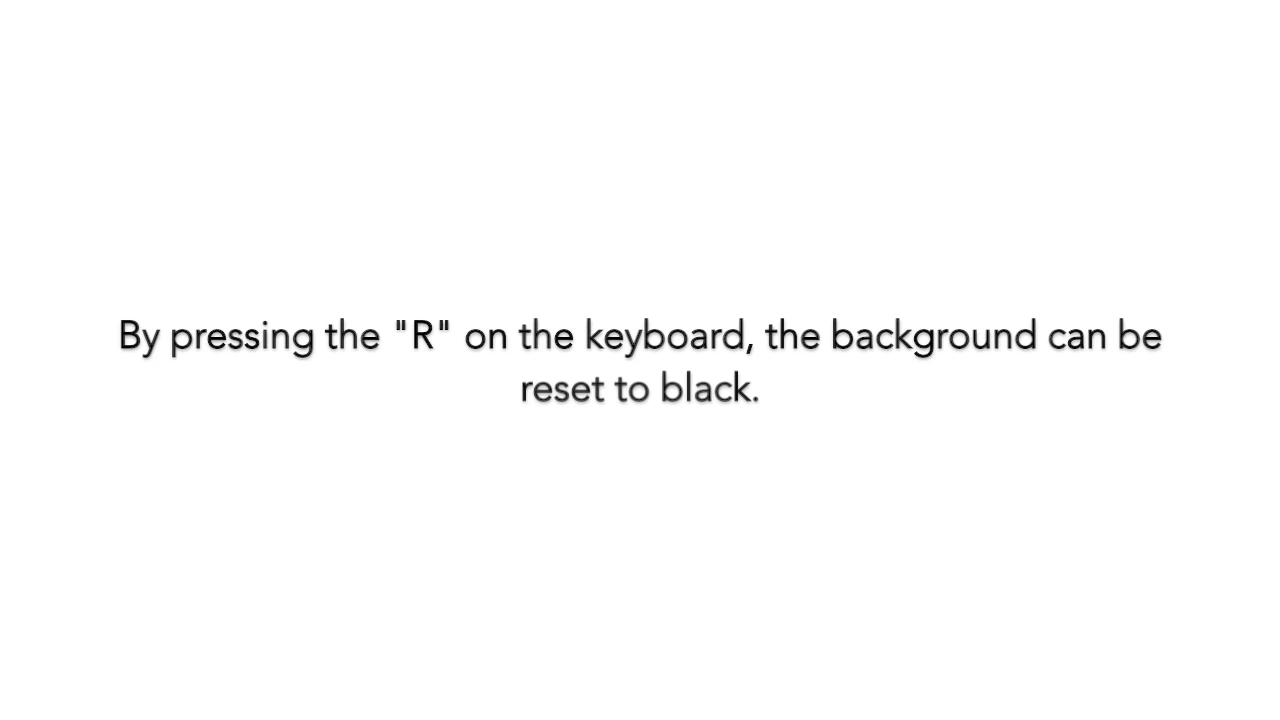 By pressing the "R" on the keyboard, the background can be
reset to black.